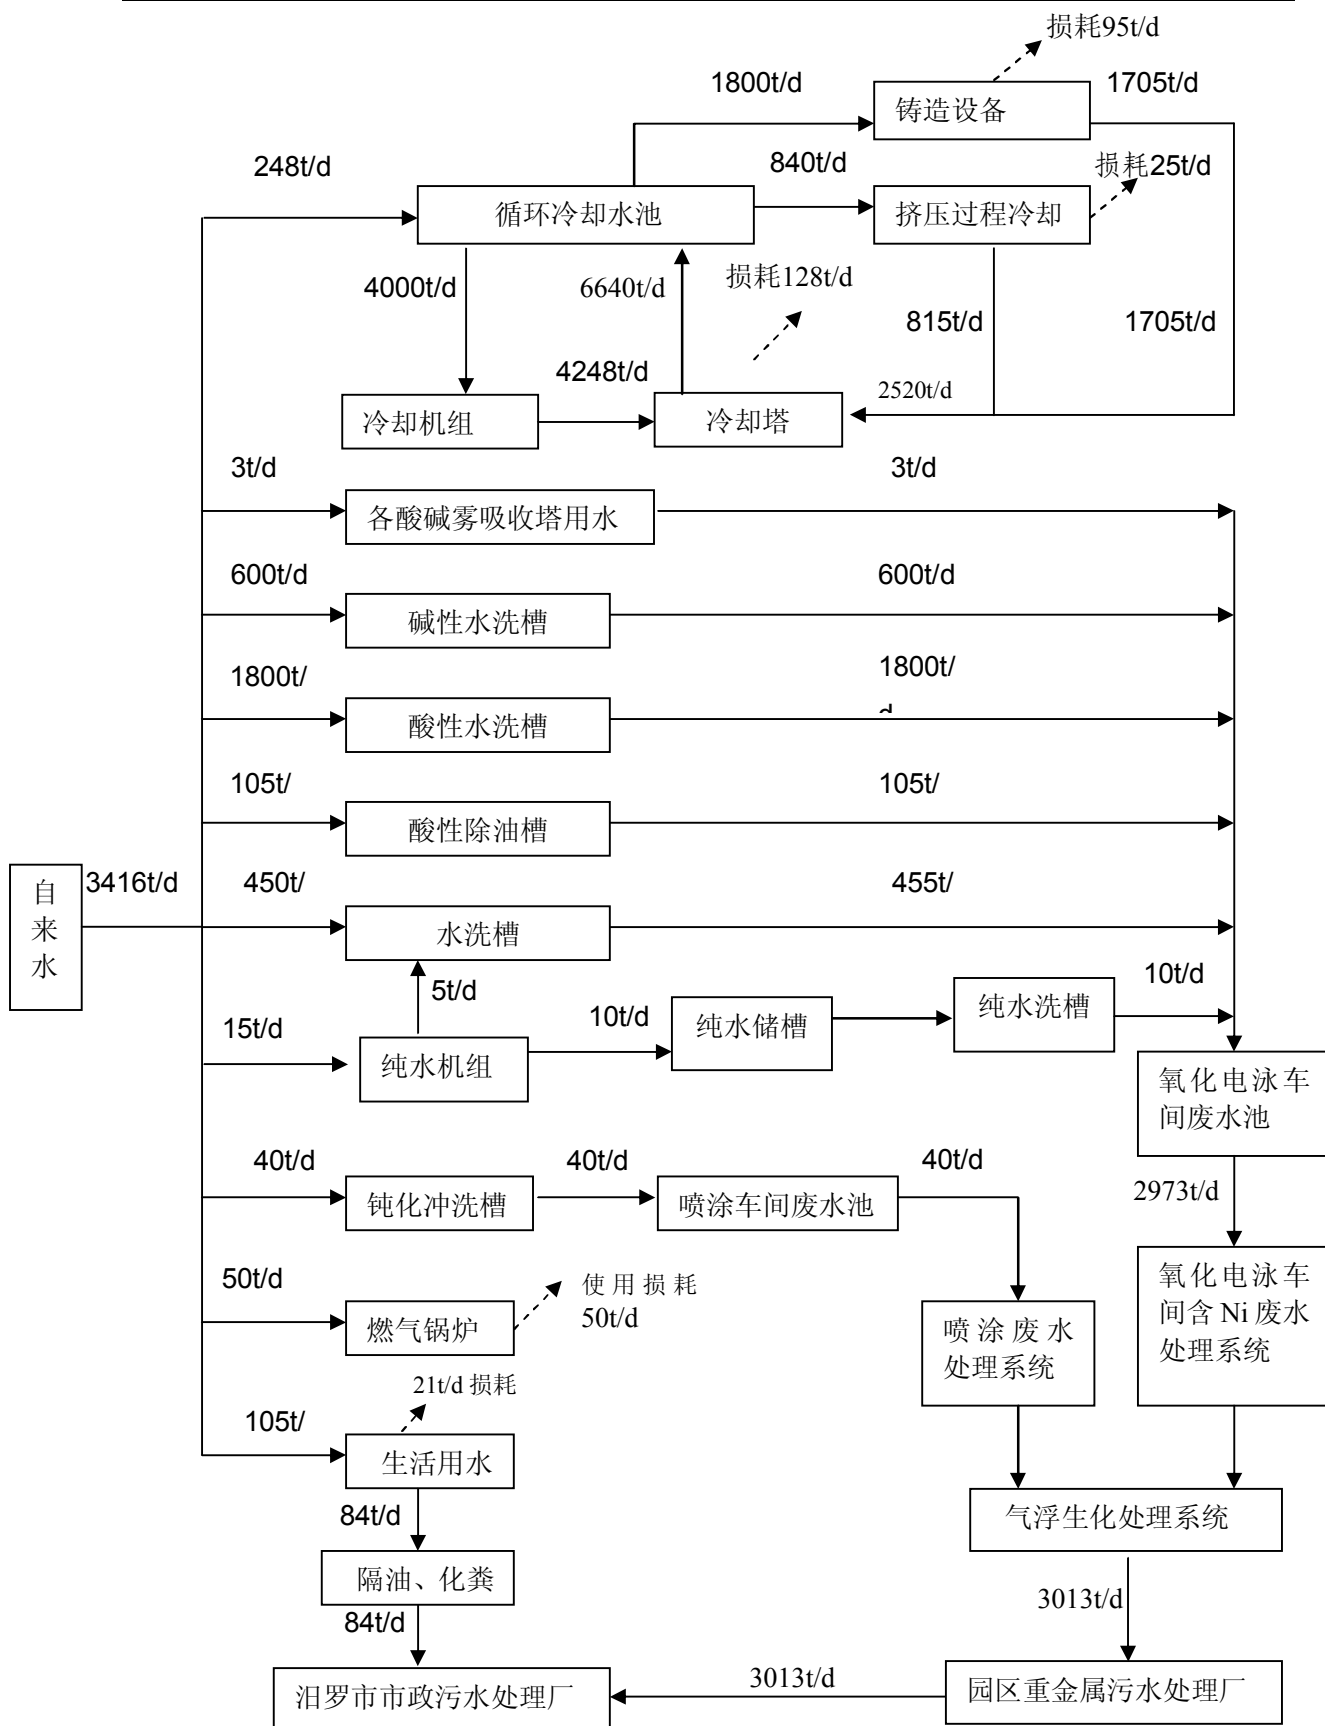 损耗95t/d
1800t/d
1705t/d
铸造设备
248t/d
840t/d
损耗25t/d
循环冷却水池
挤压过程冷却
4000t/d
6640t/d
损耗128t/d
815t/d
1705t/d
4248t/d
2520t/d
冷却机组
冷却塔
3t/d
3t/d
各酸碱雾吸收塔用水
600t/d
600t/d
碱性水洗槽
1800t/
1800t/
酸性水洗槽
105t/
105t/
酸性除油槽
自
来
水
3416t/d
450t/
455t/
水洗槽
5t/d
10t/d
15t/d
10t/d
纯水储槽
纯水洗槽
纯水机组
氧化电泳车
间废水池
40t/d
40t/d
40t/d
2973t/d
钝化冲洗槽
喷涂车间废水池
50t/d
使用损耗
50t/d
燃气锅炉
氧化电泳车
间含Ni废水
处理系统
喷涂废水
处理系统
21t/d 损耗
105t/
生活用水
84t/d
气浮生化处理系统
隔油、化粪
84t/d
3013t/d
3013t/d
汨罗市市政污水处理厂
园区重金属污水处理厂